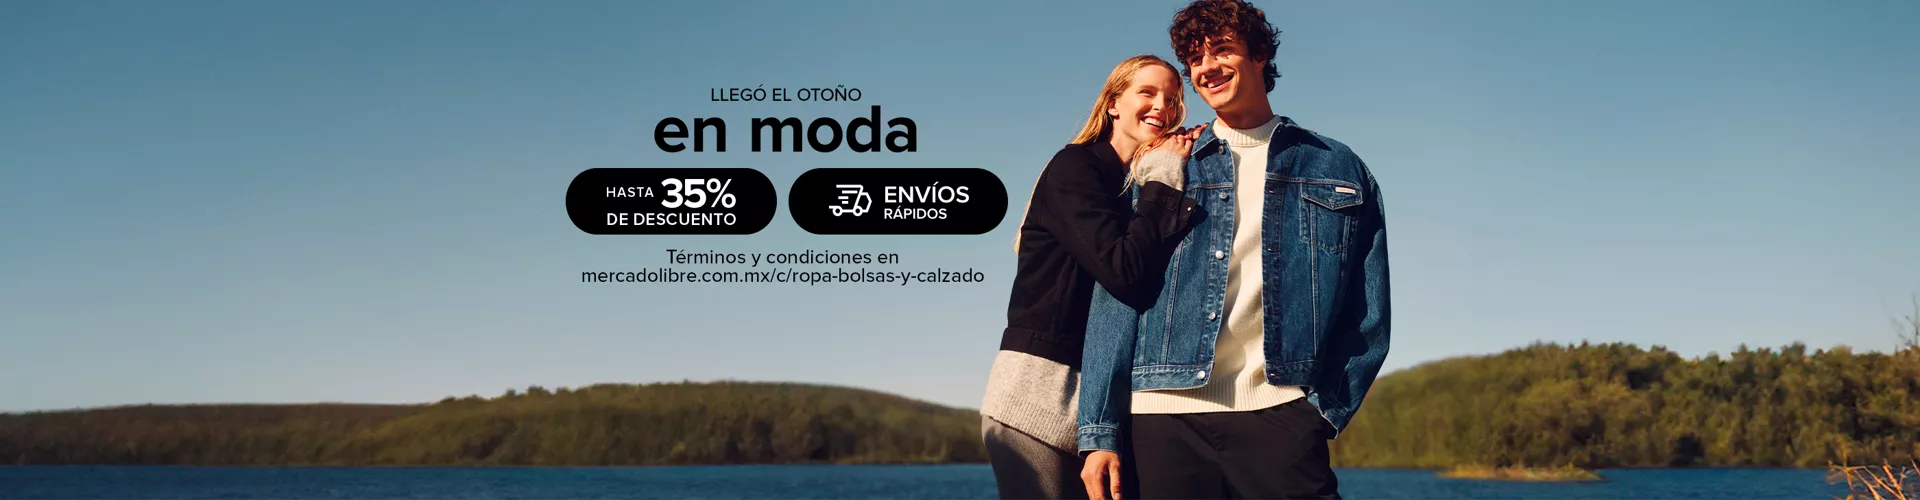 LLEGÓ EL OTOÑO
en moda
HASTA 35%
DE DESCUENTO
ENVÍOS
RÁPIDOS
Términos y condiciones en
mercadolibre.com.mx/c/ropa-bolsas-y-calzado